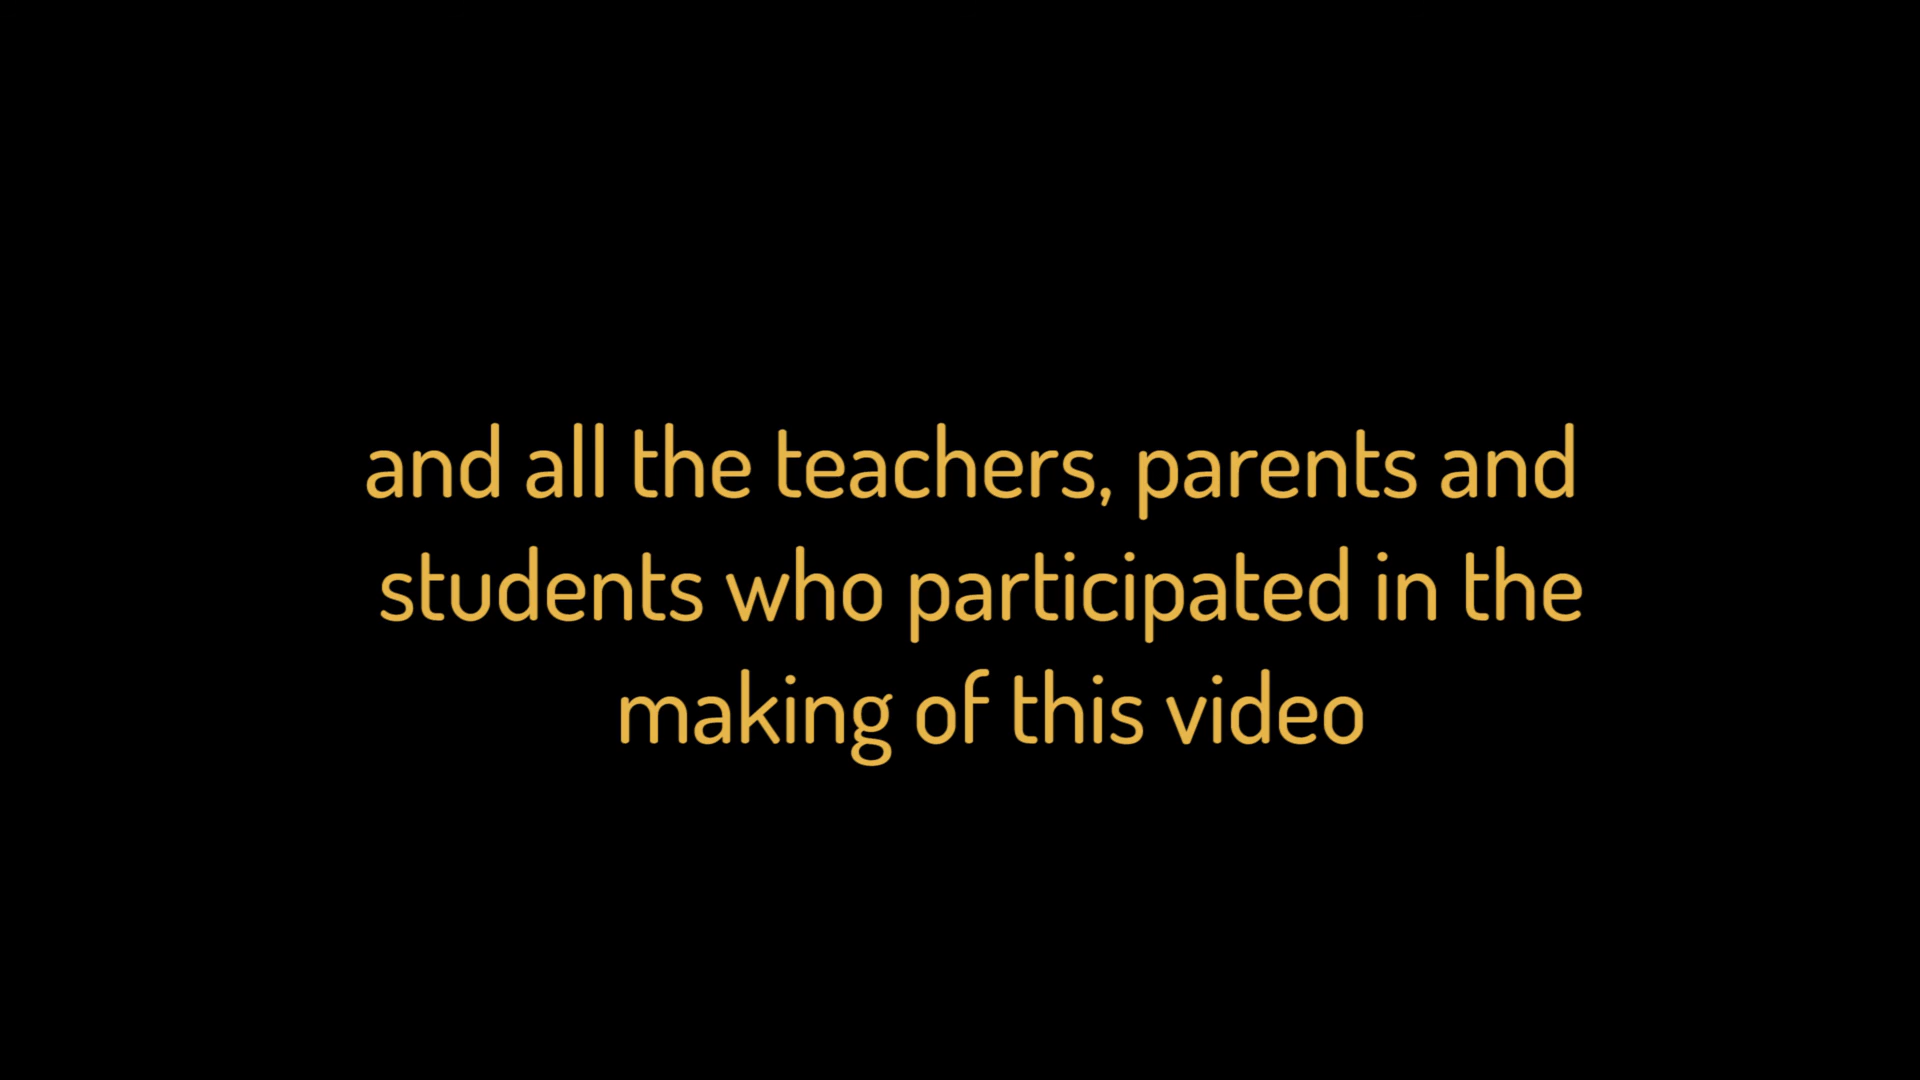 and all the teachers, parents and
students who participated in the
making of this video